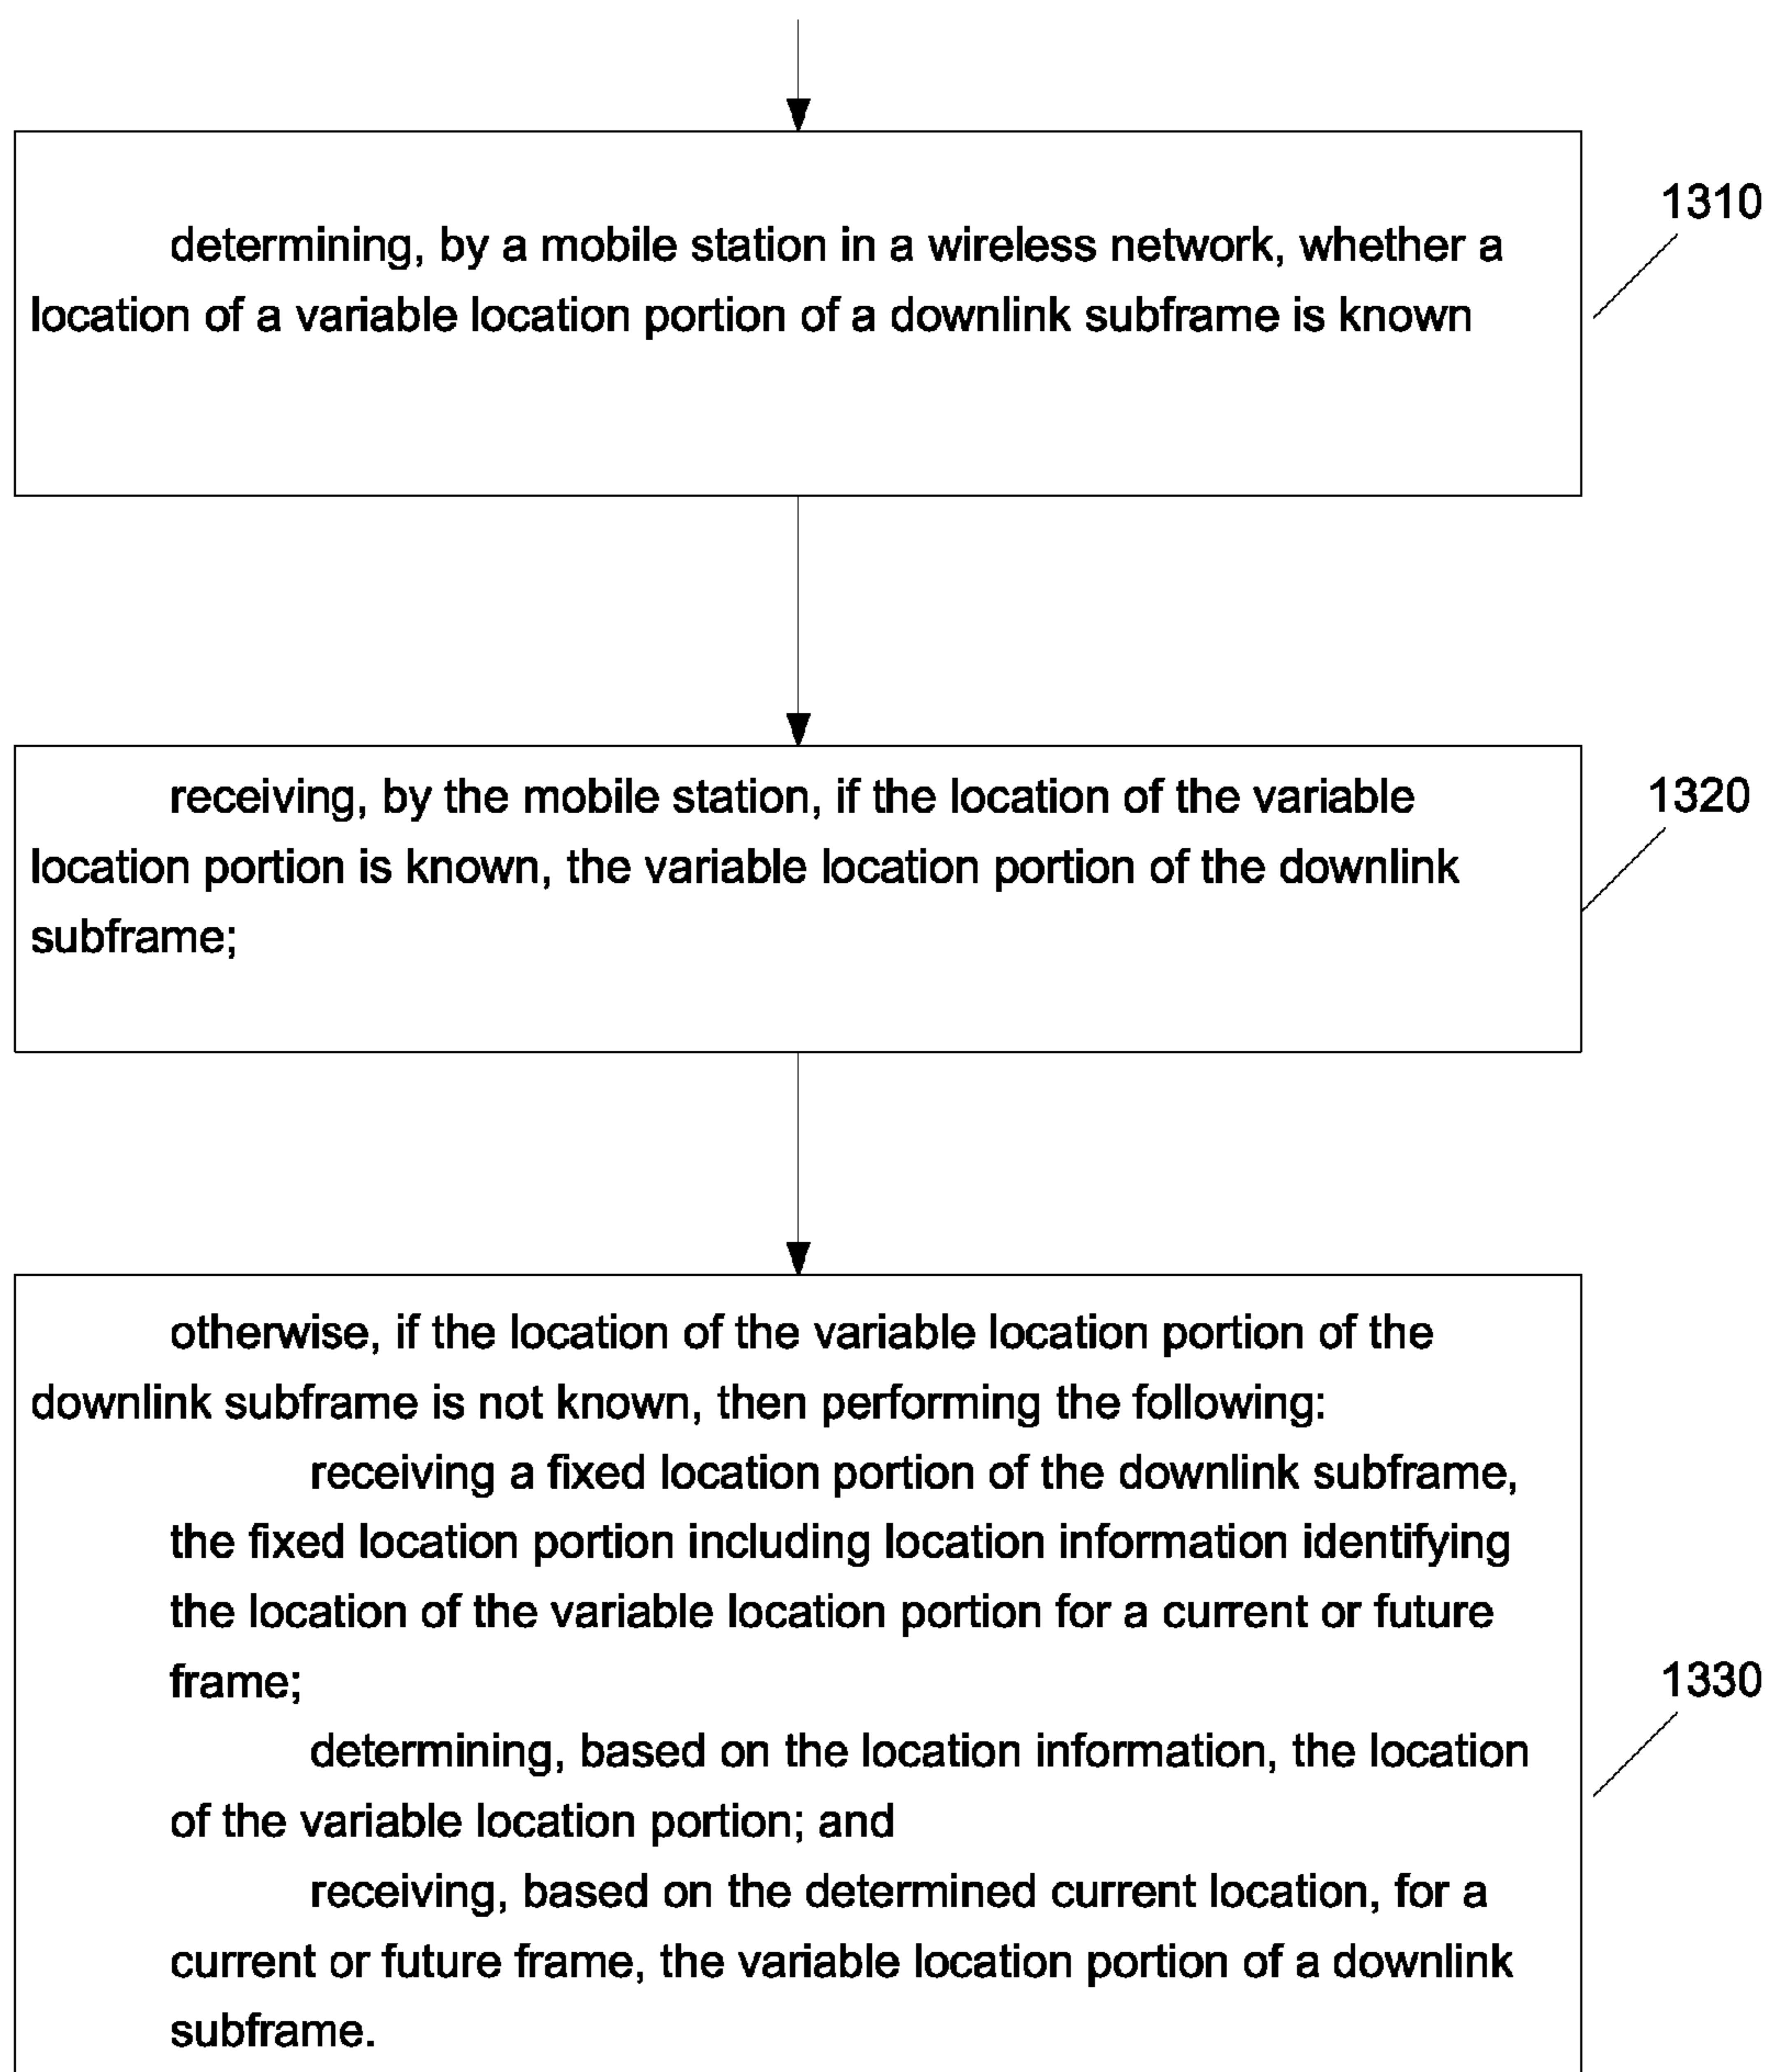 determining, by a mobile station in a wireless network, whether a
location of a variable location portion of a downlink subframe is known
1310
receiving, by the mobile station, if the location of the variable
location portion is known, the variable location portion of the downlink
subframe;
1320
otherwise, if the location of the variable location portion of the
downlink subframe is not known, then performing the following:
receiving a fixed location portion of the downlink subframe,
the fixed location portion including location information identifying
the location of the variable location portion for a current or future
frame;
determining, based on the location information, the location
of the variable location portion; and
receiving, based on the determined current location, for a
current or future frame, the variable location portion of a downlink
subframe.
1330